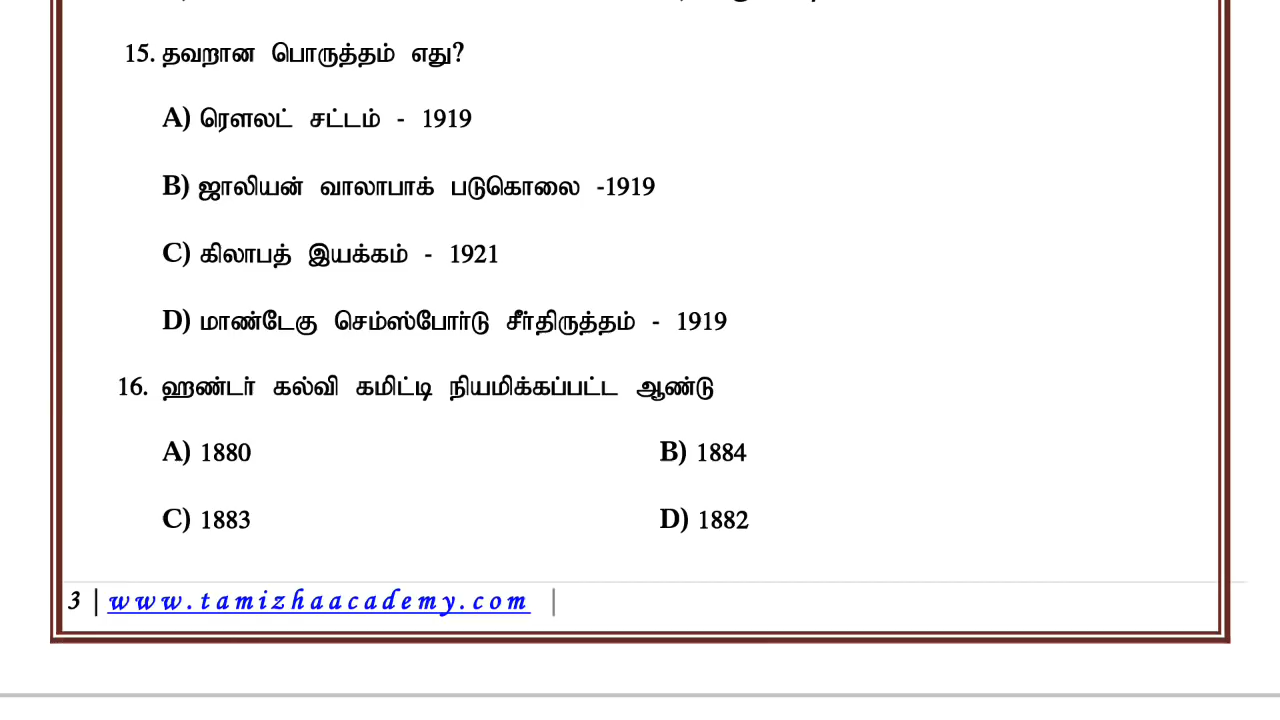 15. தவறான பொருத்தம் எது?
A) ரௌலட் சட்டம் - 1919
B) ஜாலியன் வாலாபாக் படுகொலை -1919
C) கிலாபத் இயக்கம் - 1921
D) மாண்டேகு செம்ஸ்போர்டு சீர்திருத்தம் - 1919
16. ஹண்டர் கல்வி கமிட்டி நியமிக்கப்பட்ட ஆண்டு
A) 1880 B) 1884
C) 1883 D) 1882
3 | www.tamizhaacademy.com |